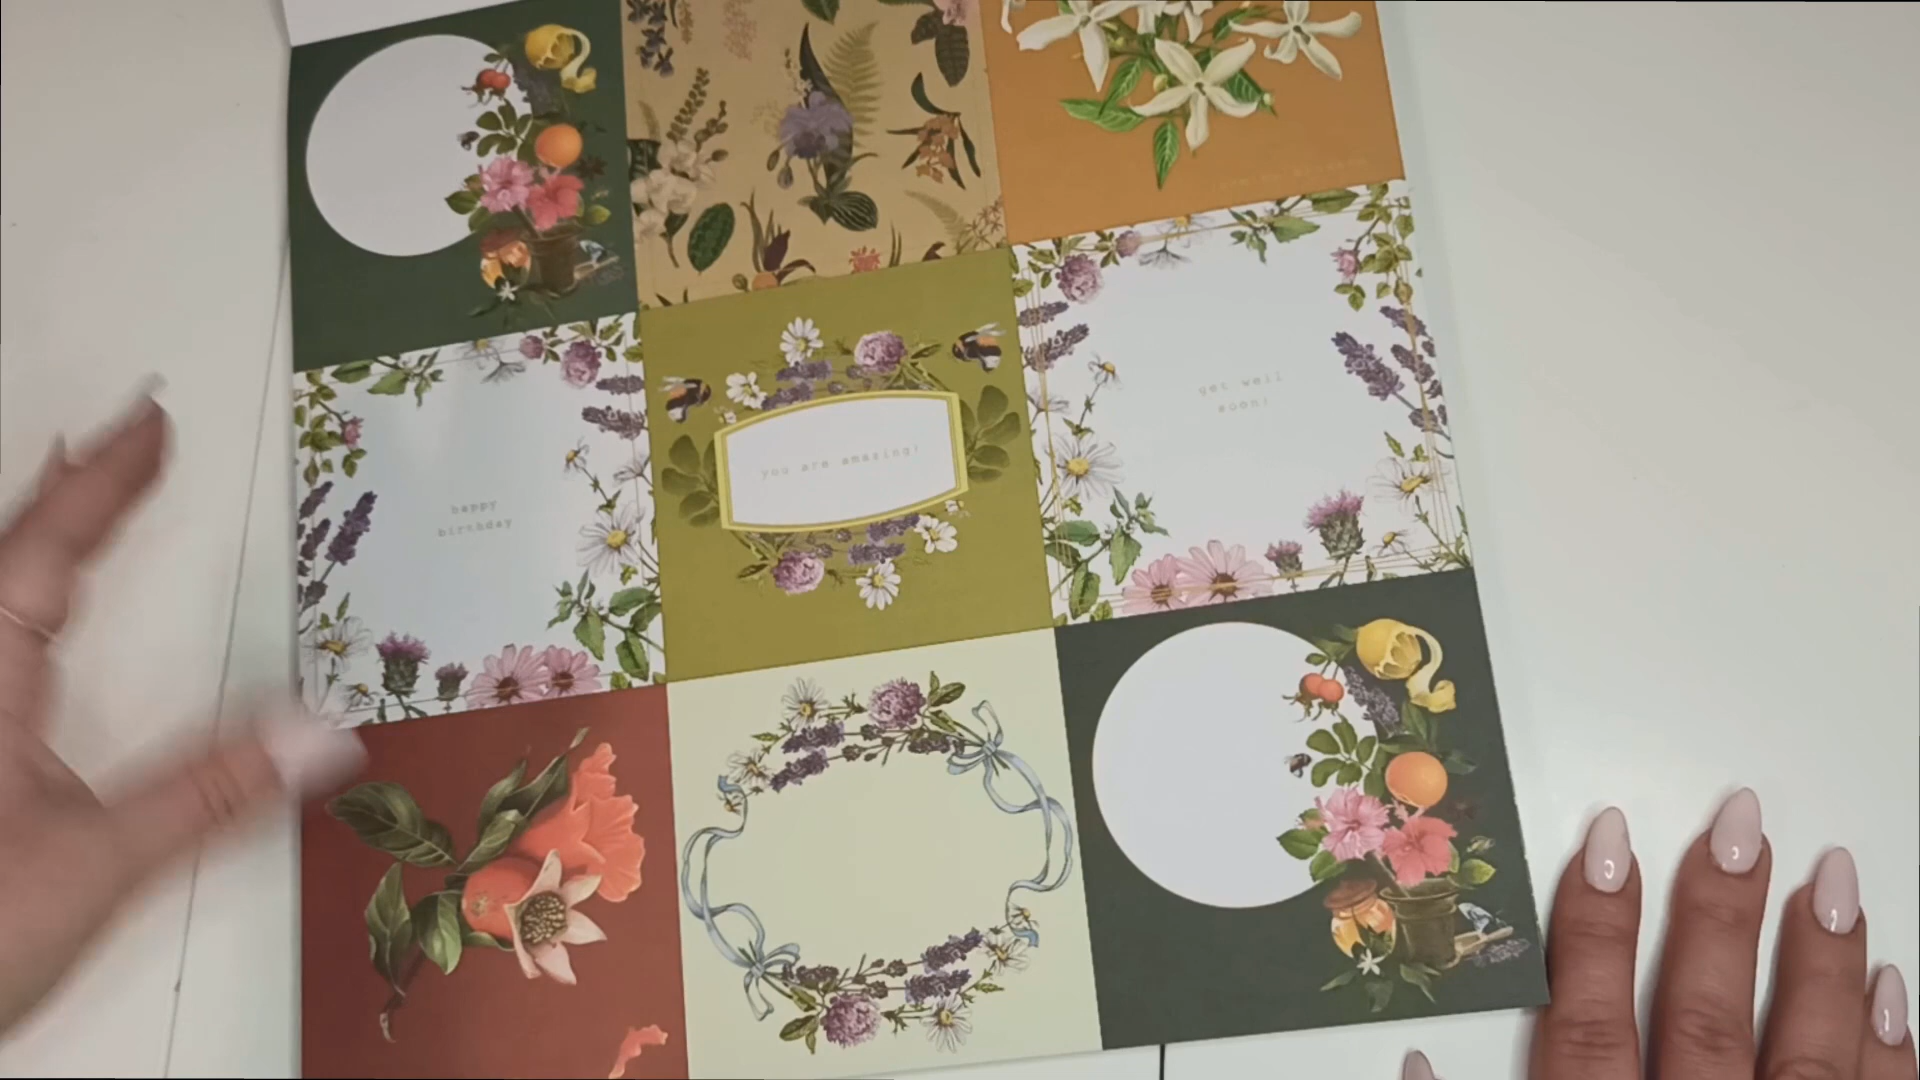 happy
birthday
you are amazing!
get well
soon!